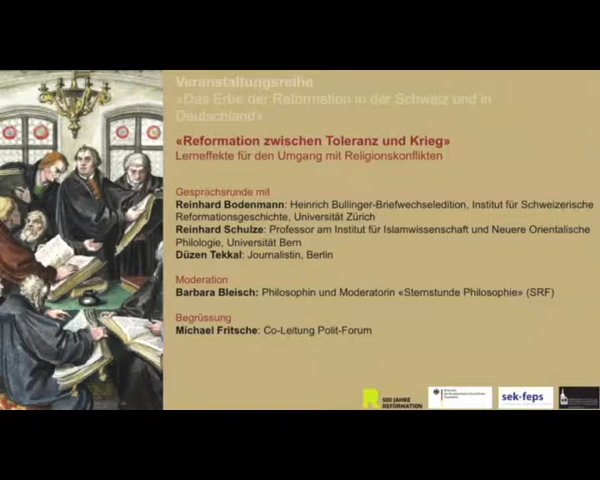 Veranstaltungsreihe
«Das Erbe der Reformation in der Schweiz und in
Deutschland»
«Reformation zwischen Toleranz und Krieg»
Lerneffekte für den Umgang mit Religionskonflikten
Gesprächsrunde mit
Reinhard Bodenmann: Heinrich Bullinger-Briefwechseledition, Institut für Schweizerische
Reformationsgeschichte, Universität Zürich
Reinhard Schulze: Professor am Institut für Islamwissenschaft und Neuere Orientalische
Philologie, Universität Bern
Düzen Tekkal: Journalistin, Berlin
Moderation
Barbara Bleisch: Philosophin und Moderatorin «Sternstunde Philosophie» (SRF)
Begrüssung
Michael Fritsche: Co-Leitung Polit-Forum
500 JAHRE
REFORMATION
sek·feps